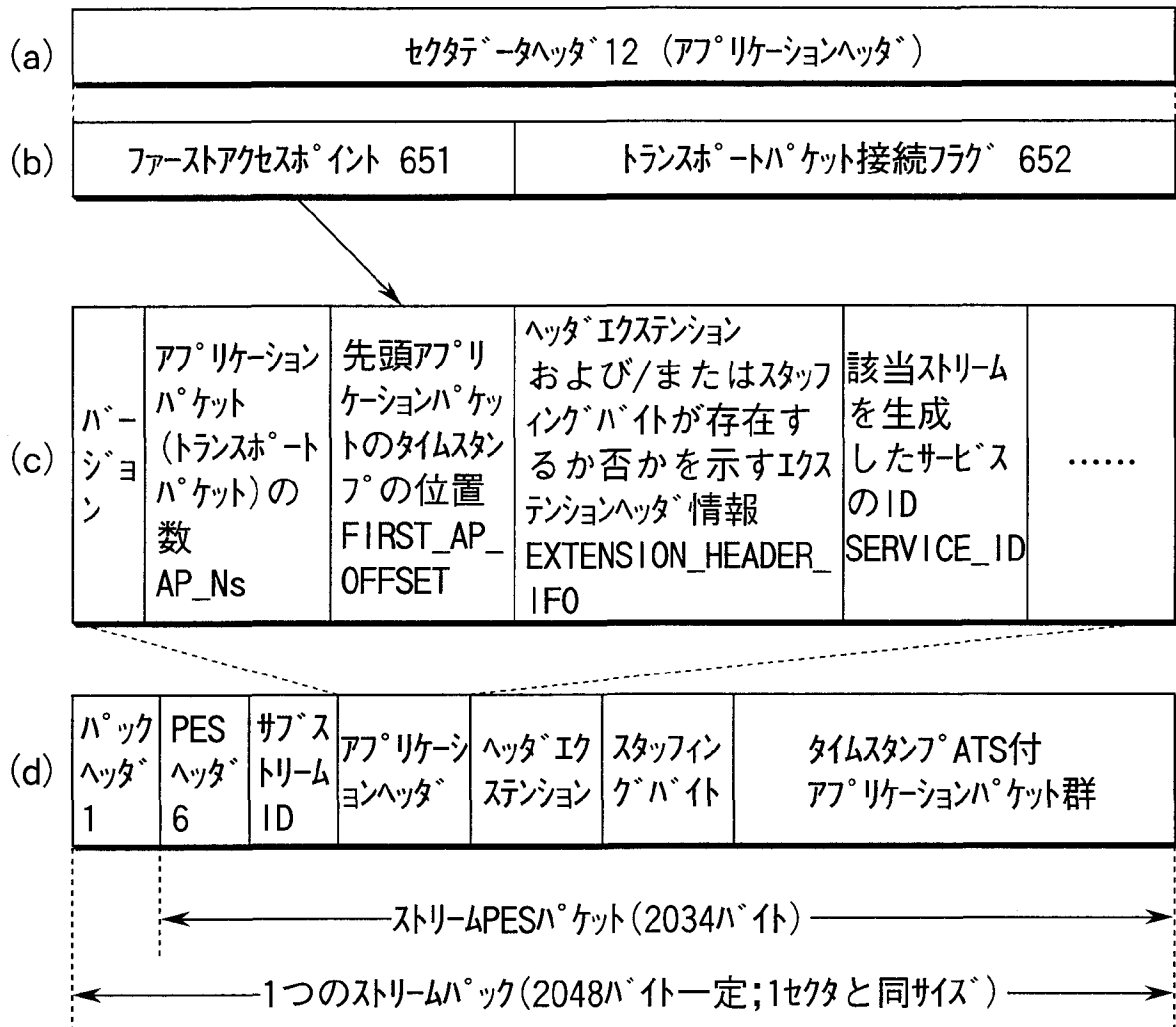 (a)
セクタデータヘッダ12 (アプリケーションヘッダ)
(b)
ファーストアクセスポイント 651
トランスポートパケット接続フラグ 652
(c)
バー
ジョ
ン
アプリケーション
パケット
(トランスポート
パケット)の
数
AP_Ns
先頭アプリ
ケーションパケッ
トのタイムスタン
プの位置
FIRST_AP_
OFFSET
ヘッダエクステンション
および/またはスタッフ
ィングバイトが存在す
るか否かを示すエクス
テンションヘッダ情報
EXTENSION_HEADER_
IFO
該当ストリーム
を生成
したサービス
のID
SERVICE_ID
……
(d)
パック
ヘッダ
1
PES
ヘッダ
6
サブス
トリーム
ID
アプリケーシ
ョンヘッダ
ヘッダエク
ステンション
スタッフィン
グバイト
タイムスタンプATS付
アプリケーションパケット群
ストリームPESパケット(2034バイト)
1つのストリームパック(2048バイト一定;1セクタと同サイズ)